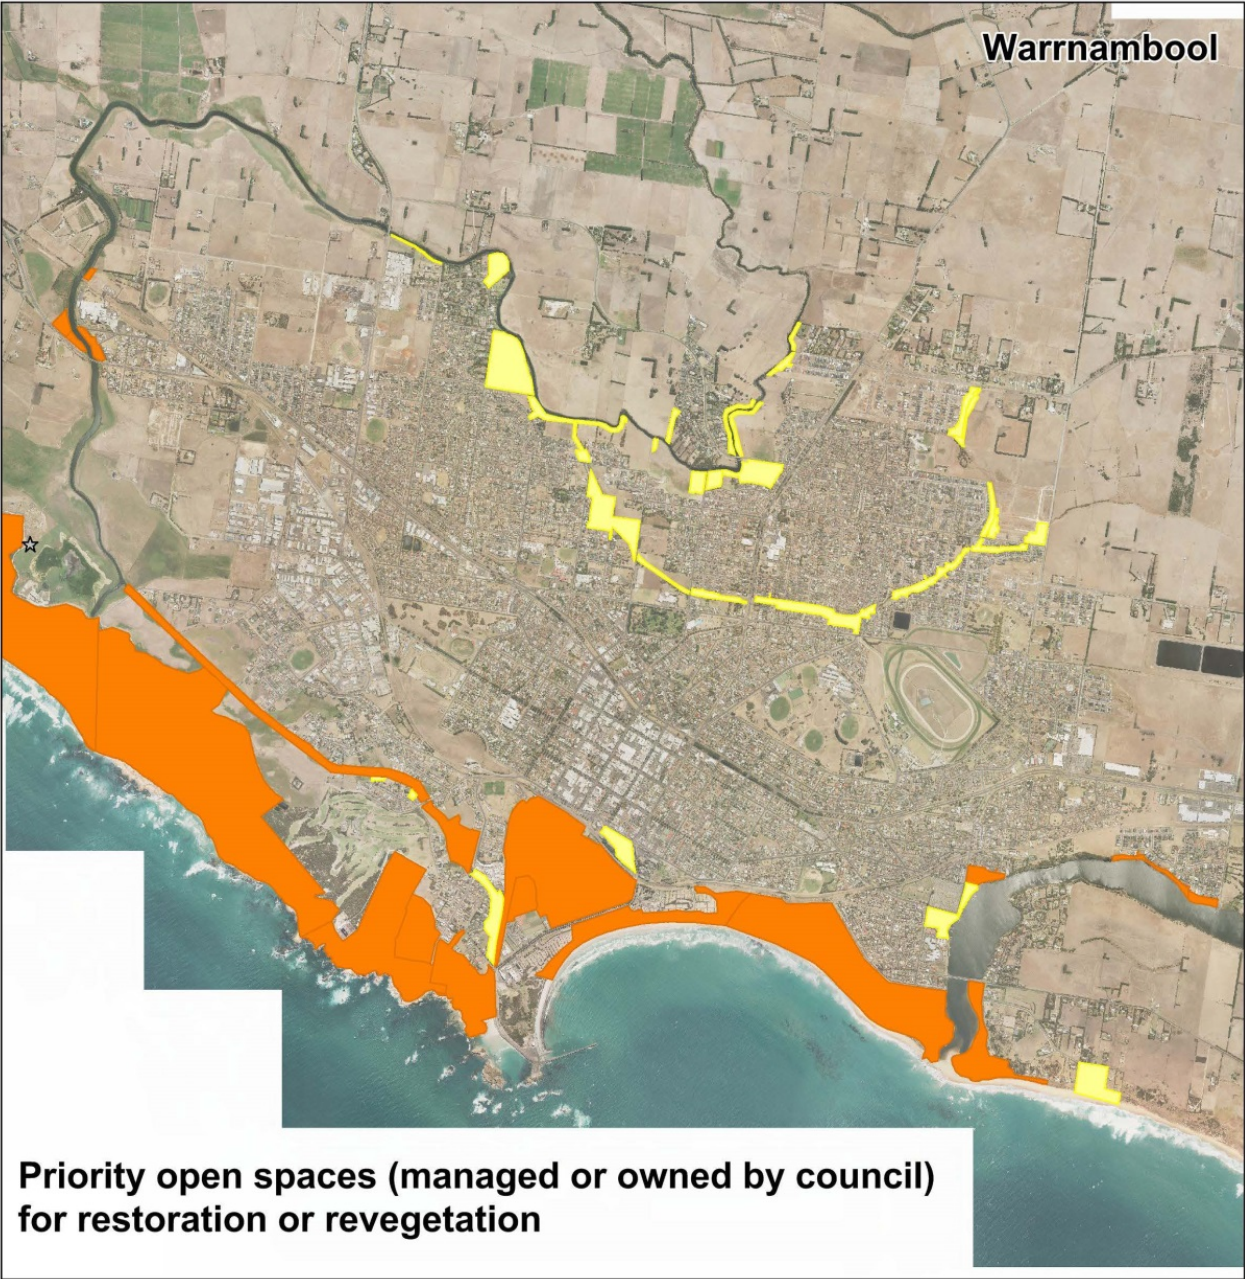 Warrnambool
Priority open spaces (managed or owned by council)
for restoration or revegetation